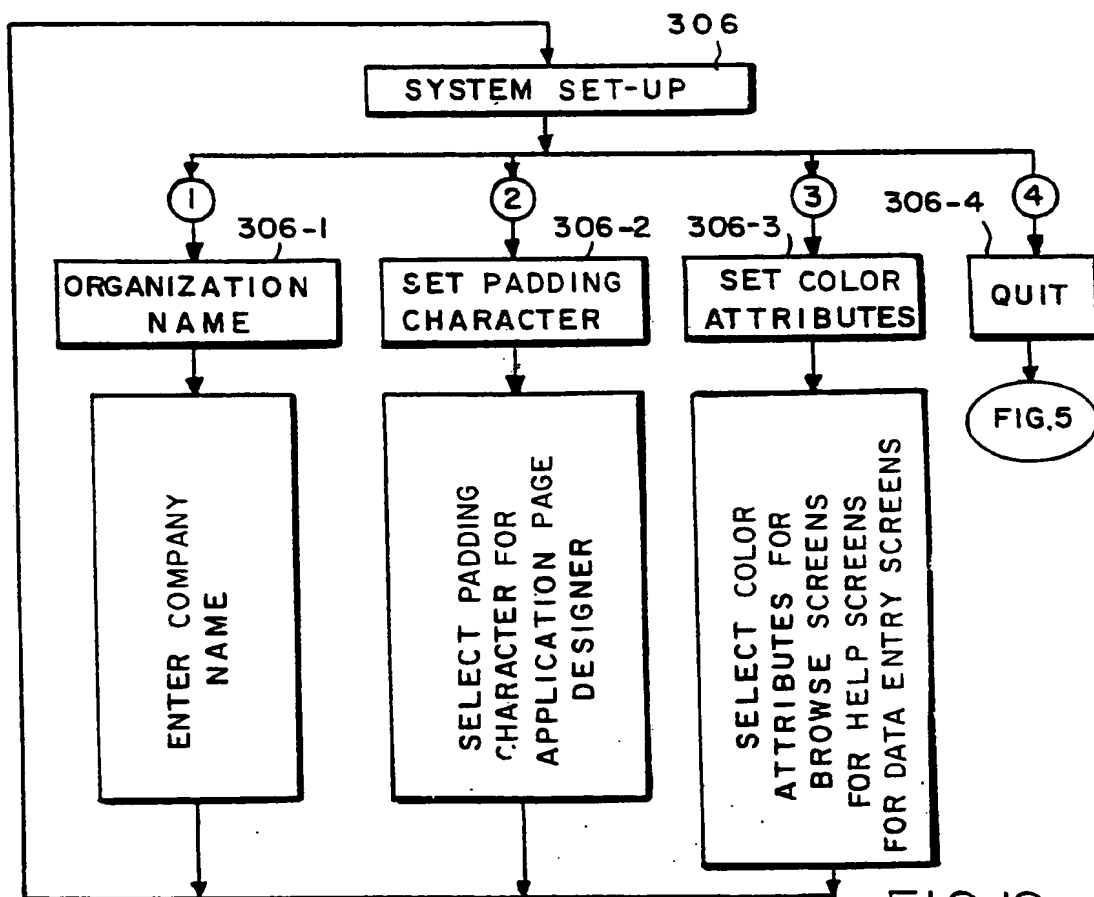 306
SYSTEM SET-UP
1
2
3
4
306-1
306-2
306-3
306-4
ORGANIZATION
NAME
SET PADDING
CHARACTER
SET COLOR
ATTRIBUTES
QUIT
FIG.5
ENTER COMPANY
NAME
SELECT PADDING
CHARACTER FOR
APPLICATION PAGE
DESIGNER
SELECT COLOR
ATTRIBUTES FOR
BROWSE SCREENS
FOR HELP SCREENS
FOR DATA ENTRY SCREENS